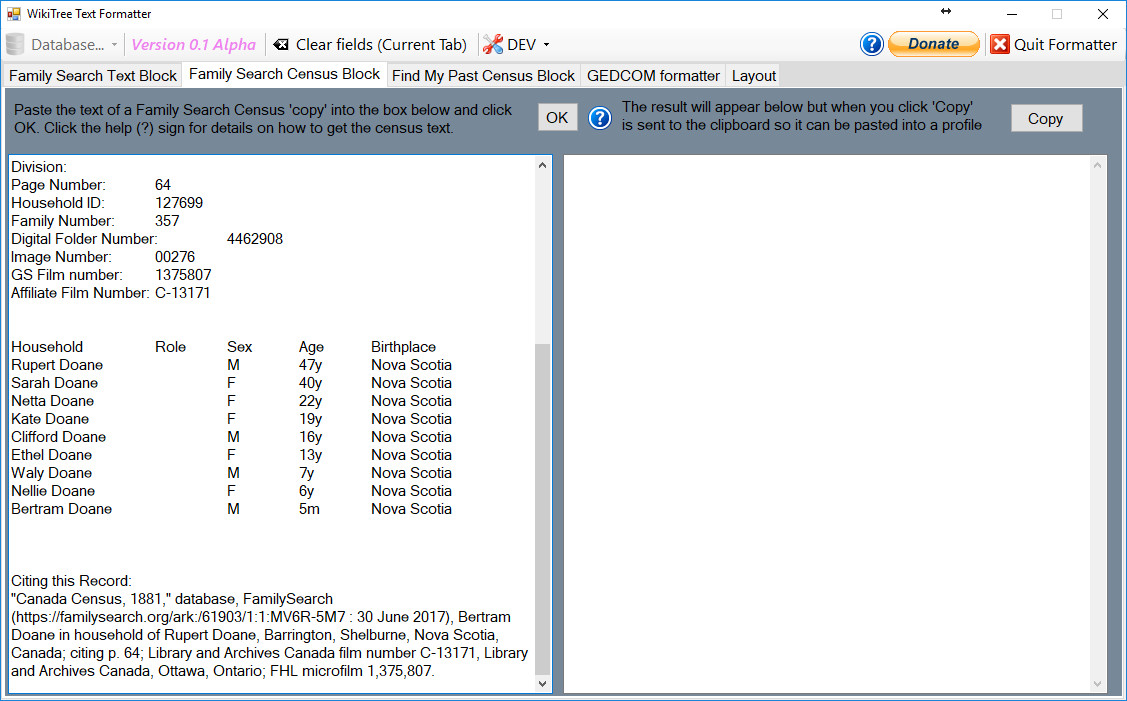 WikiTree Text Formatter
Database... Version 0.1 Alpha Clear fields (Current Tab) DEV ? Donate Quit Formatter
Family Search Text Block Family Search Census Block Find My Past Census Block GEDCOM formatter Layout
Paste the text of a Family Search Census 'copy' into the box below and click
OK. Click the help (?) sign for details on how to get the census text.
OK ?
The result will appear below but when you click 'Copy'
is sent to the clipboard so it can be pasted into a profile
Copy
Division:
Page Number: 64
Household ID: 127699
Family Number: 357
Digital Folder Number: 4462908
Image Number: 00276
GS Film number: 1375807
Affiliate Film Number: C-13171
Household Role Sex Age Birthplace
Rupert Doane M 47y Nova Scotia
Sarah Doane F 40y Nova Scotia
Netta Doane F 22y Nova Scotia
Kate Doane F 19y Nova Scotia
Clifford Doane M 16y Nova Scotia
Ethel Doane F 13y Nova Scotia
Waly Doane M 7y Nova Scotia
Nellie Doane F 6y Nova Scotia
Bertram Doane M 5m Nova Scotia
Citing this Record:
"Canada Census, 1881," database, FamilySearch
(https://familysearch.org/ark:/61903/1:1:MV6R-5M7 : 30 June 2017), Bertram
Doane in household of Rupert Doane, Barrington, Shelburne, Nova Scotia,
Canada; citing p. 64; Library and Archives Canada film number C-13171, Library
and Archives Canada, Ottawa, Ontario; FHL microfilm 1,375,807.